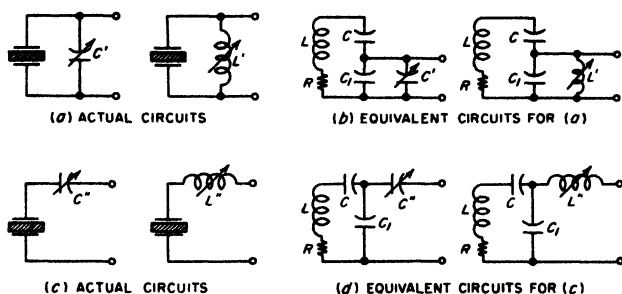 C' L' L C C₁ C' R L C C₁ L' R
(a) ACTUAL CIRCUITS (b) EQUIVALENT CIRCUITS FOR (a)
C" L" L C C" C₁ R L C L" C₁ R
(c) ACTUAL CIRCUITS (d) EQUIVALENT CIRCUITS FOR (c)